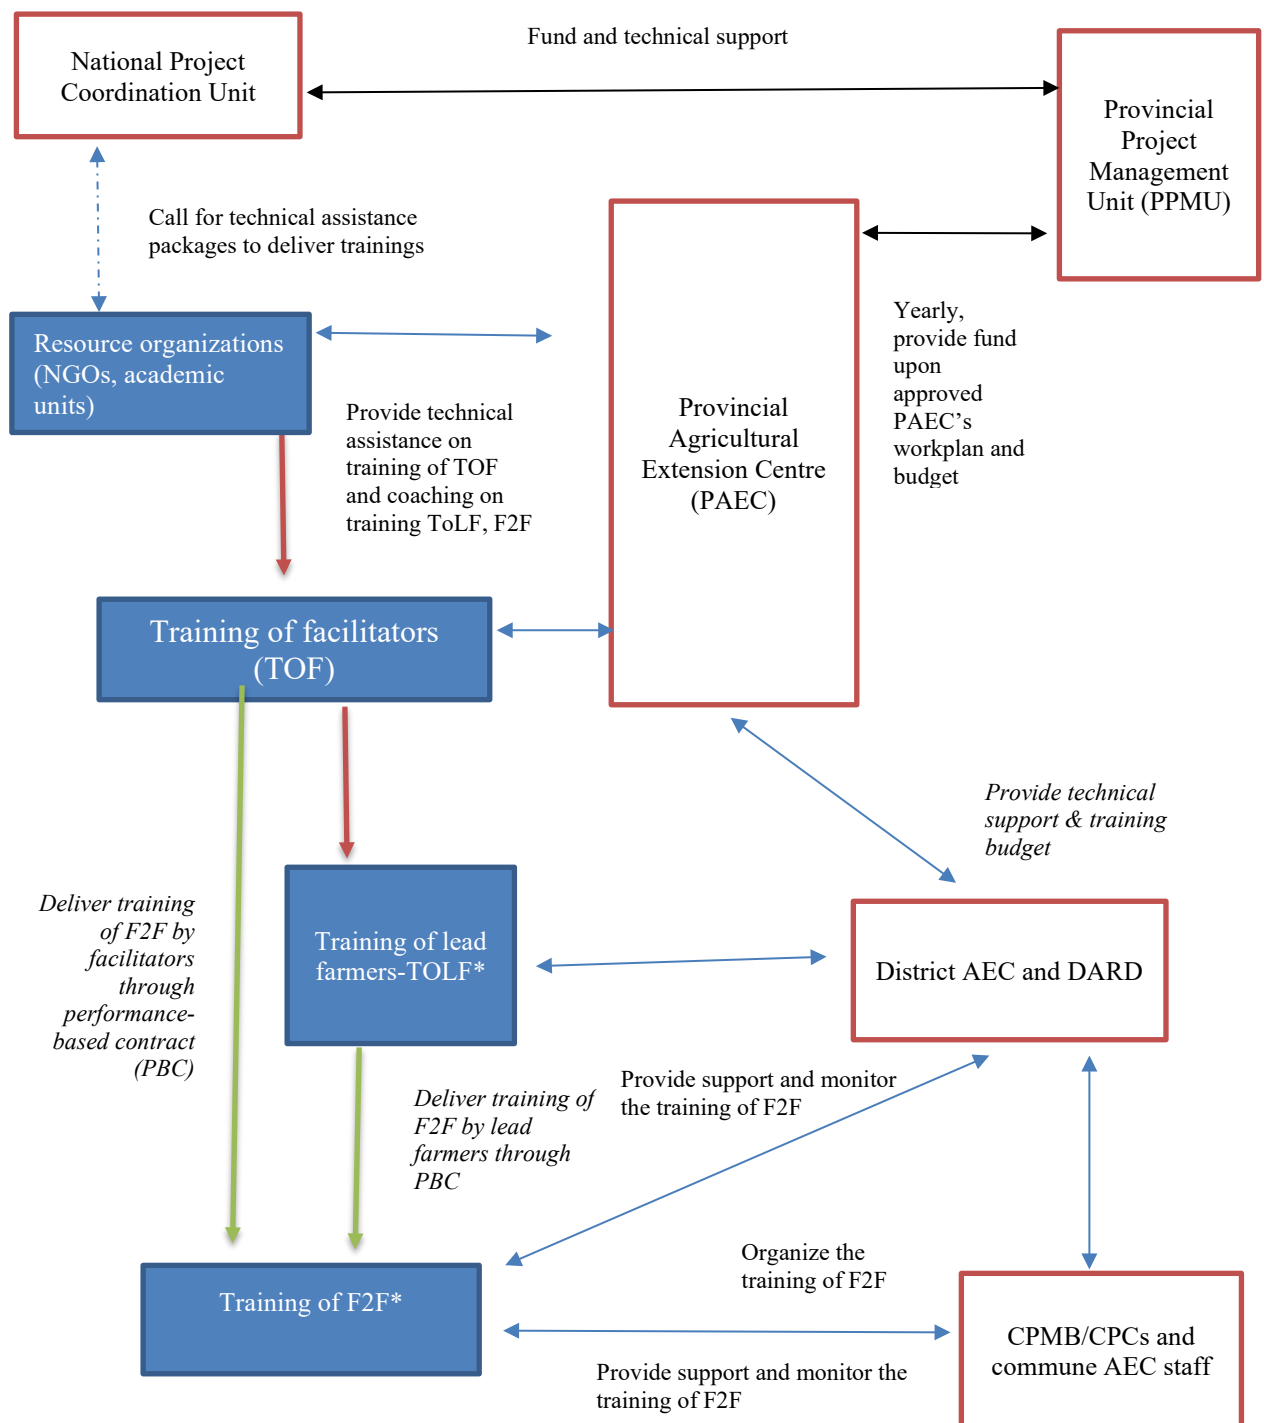 Fund and technical support
National Project
Coordination Unit
Provincial
Project
Management
Unit (PPMU)
Call for technical assistance
packages to deliver trainings
Resource organizations
(NGOs, academic
units)
Yearly,
provide fund
upon
approved
PAEC’s
workplan and
budget
Provide technical
assistance on
training of TOF
and coaching on
training ToLF, F2F
Provincial
Agricultural
Extension Centre
(PAEC)
Training of facilitators
(TOF)
Provide technical
support & training
budget
Deliver training
of F2F by
facilitators
through
performance-
based contract
(PBC)
Training of lead
farmers-TOLF*
District AEC and DARD
Provide support and monitor
the training of F2F
Deliver training of
F2F by lead
farmers through
PBC
Organize the
training of F2F
Training of F2F*
CPMB/CPCs and
commune AEC staff
Provide support and monitor the
training of F2F